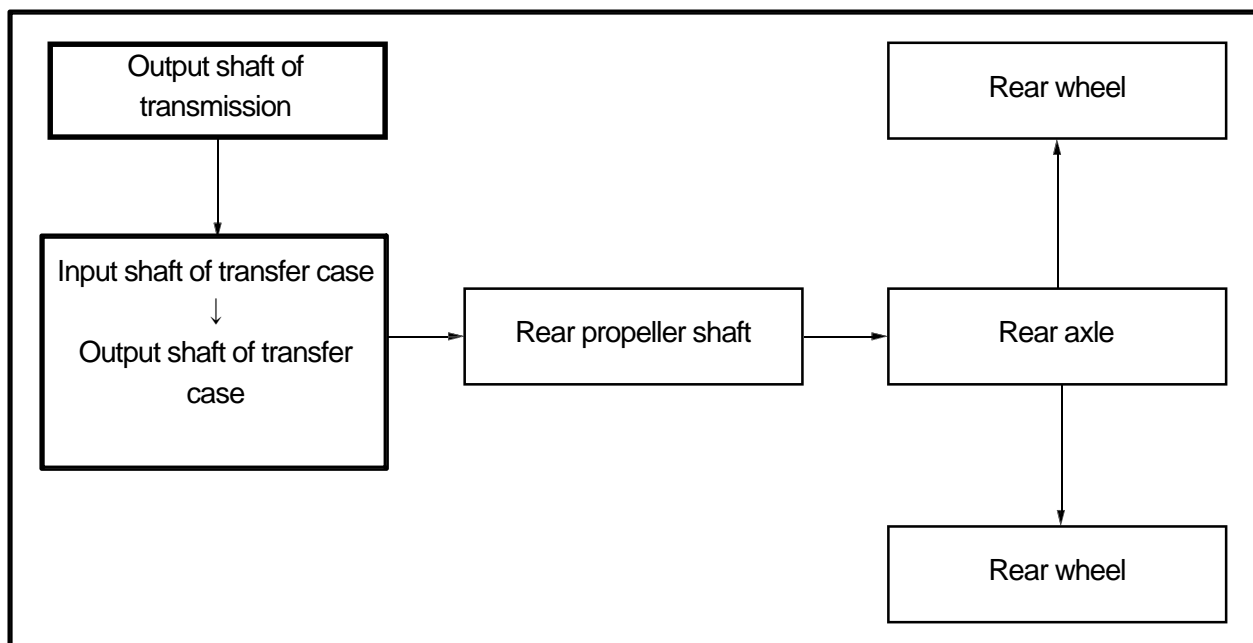 Output shaft of
transmission
Input shaft of transfer case
↓
Output shaft of transfer
case
Rear propeller shaft
Rear wheel
Rear axle
Rear wheel